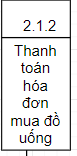 2.1.2
Thanh
toán
hóa
đơn
mua đồ
uống